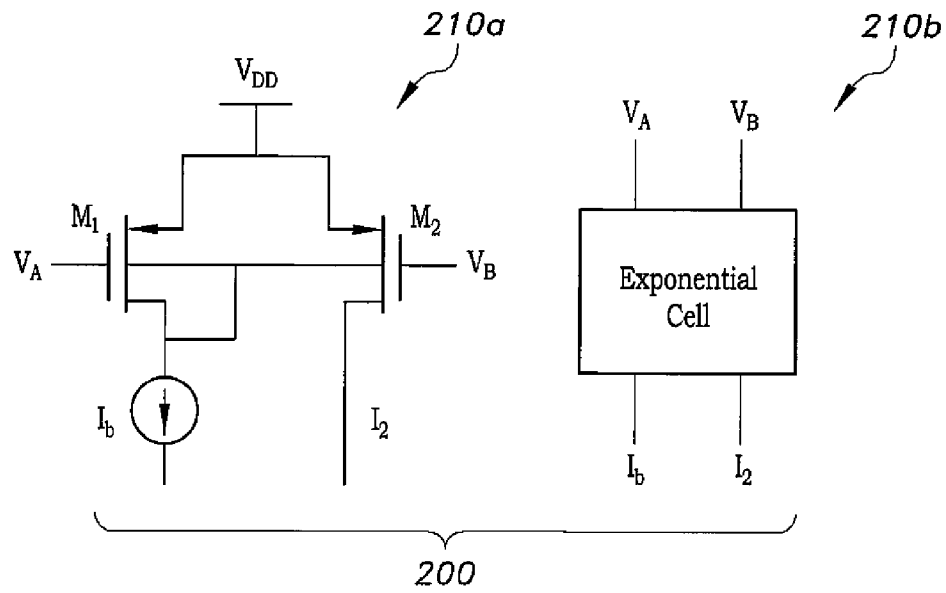 210a
210b
V_DD
V_A
V_B
M_1
M_2
V_A
V_B
Exponential
Cell
I_b
I_2
I_b
I_2
200